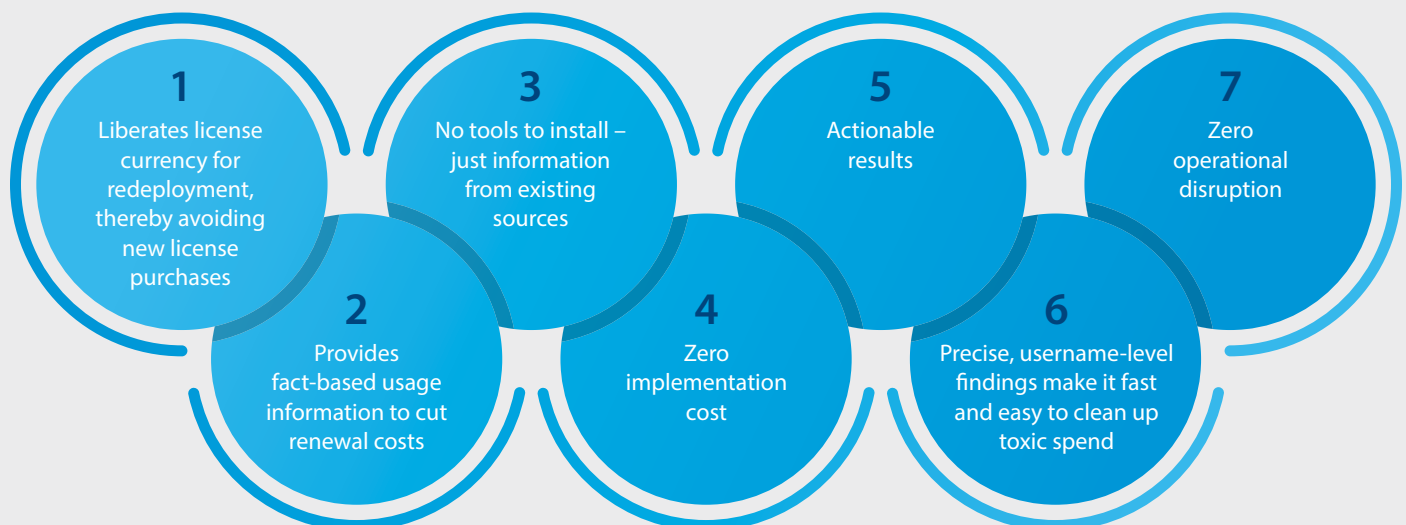 1
Liberates license
currency for
redeployment,
thereby avoiding
new license
purchases
2
Provides
fact-based usage
information to cut
renewal costs
3
No tools to install –
just information
from existing
sources
4
Zero
implementation
cost
5
Actionable
results
6
Precise, username-level
findings make it fast
and easy to clean up
toxic spend
7
Zero
operational
disruption